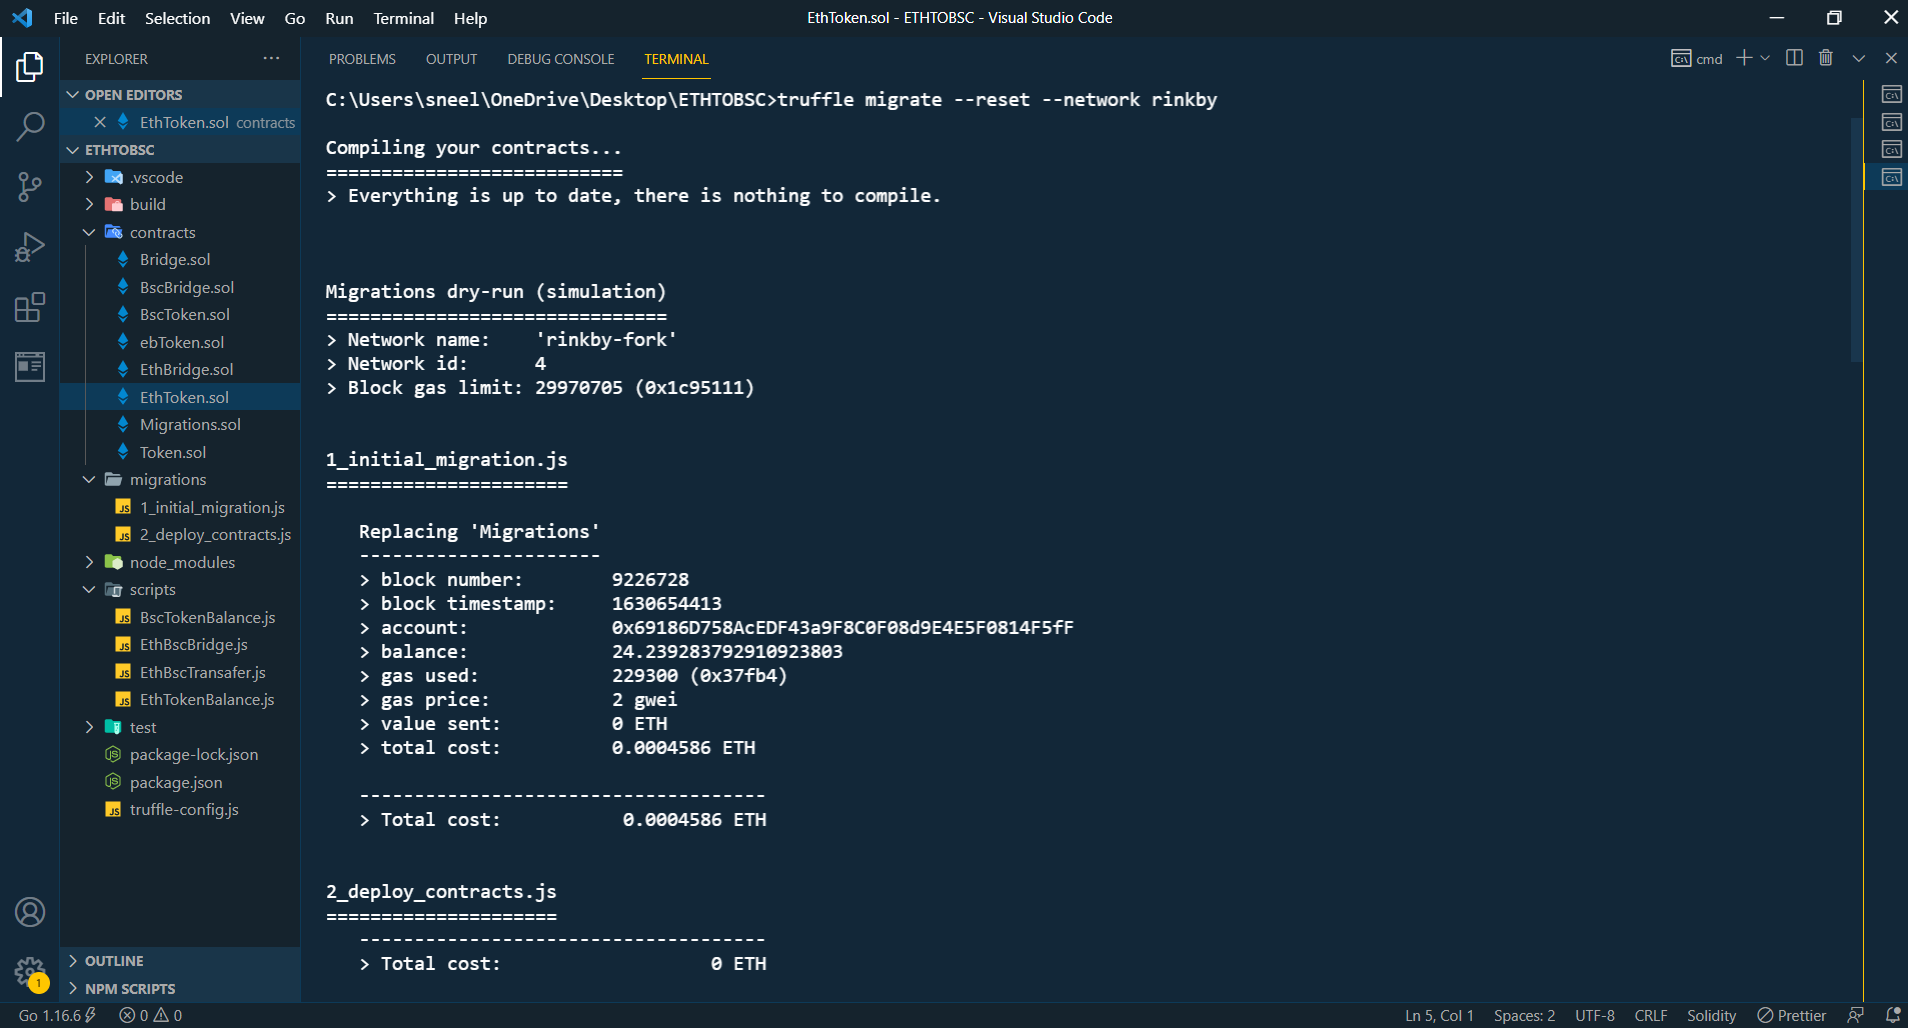 File Edit Selection View Go Run Terminal Help
EthToken.sol - ETHTOBSC - Visual Studio Code
EXPLORER
OPEN EDITORS
EthToken.sol contracts
ETHTOBSC
.vscode
build
contracts
Bridge.sol
BscBridge.sol
BscToken.sol
ebToken.sol
EthBridge.sol
EthToken.sol
Migrations.sol
Token.sol
migrations
1_initial_migration.js
2_deploy_contracts.js
node_modules
scripts
BscTokenBalance.js
EthBscBridge.js
EthBscTransafer.js
EthTokenBalance.js
test
package-lock.json
package.json
truffle-config.js
OUTLINE
NPM SCRIPTS
1
PROBLEMS OUTPUT DEBUG CONSOLE TERMINAL
cmd
C:\Users\sneel\OneDrive\Desktop\ETHTOBSC>truffle migrate --reset --network rinkby
Compiling your contracts...
===========================
> Everything is up to date, there is nothing to compile.
Migrations dry-run (simulation)
===============================
> Network name: 'rinkby-fork'
> Network id: 4
> Block gas limit: 29970705 (0x1c95111)
1_initial_migration.js
======================
Replacing 'Migrations'
----------------------
> block number: 9226728
> block timestamp: 1630654413
> account: 0x69186D758AcEDF43a9F8C0F08d9E4E5F0814F5fF
> balance: 24.239283792910923803
> gas used: 229300 (0x37fb4)
> gas price: 2 gwei
> value sent: 0 ETH
> total cost: 0.0004586 ETH
-------------------------------------
> Total cost: 0.0004586 ETH
2_deploy_contracts.js
=====================
-------------------------------------
> Total cost: 0 ETH
Go 1.16.6 0 0
Ln 5, Col 1 Spaces: 2 UTF-8 CRLF Solidity Prettier